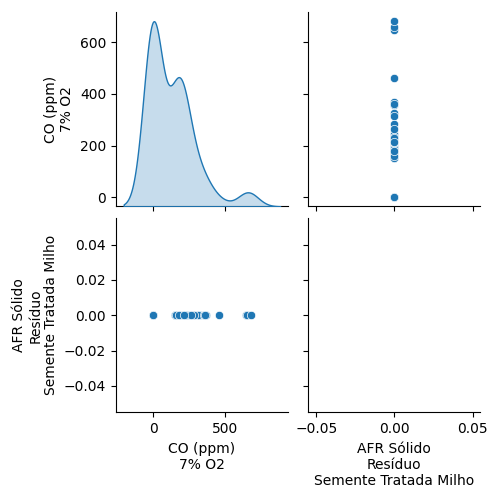 600
400
200
0
CO (ppm)
7% O2
0.04
0.02
0.00
−0.02
−0.04
AFR Sólido
Resíduo
Semente Tratada Milho
0
500
CO (ppm)
7% O2
−0.05
0.00
0.05
AFR Sólido
Resíduo
Semente Tratada Milho